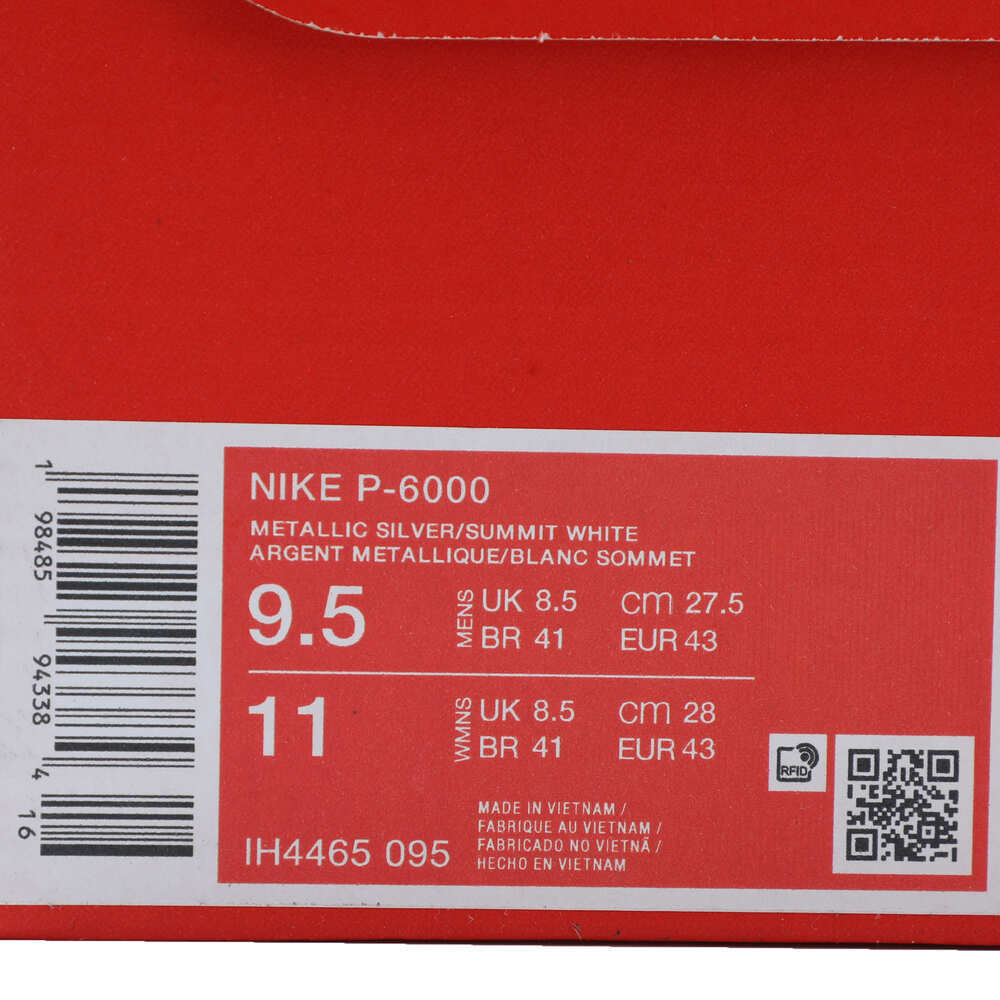 NIKE P-6000
METALLIC SILVER/SUMMIT WHITE
ARGENT METALLIQUE/BLANC SOMMET
9.5 MENS UK 8.5 cm 27.5
BR 41 EUR 43
11 WMNS UK 8.5 cm 28
BR 41 EUR 43
RFID
MADE IN VIETNAM /
FABRIQUE AU VIETNAM /
FABRICADO NO VIETNÃ /
HECHO EN VIETNAM
IH4465 095
1 98485 94338 4 16